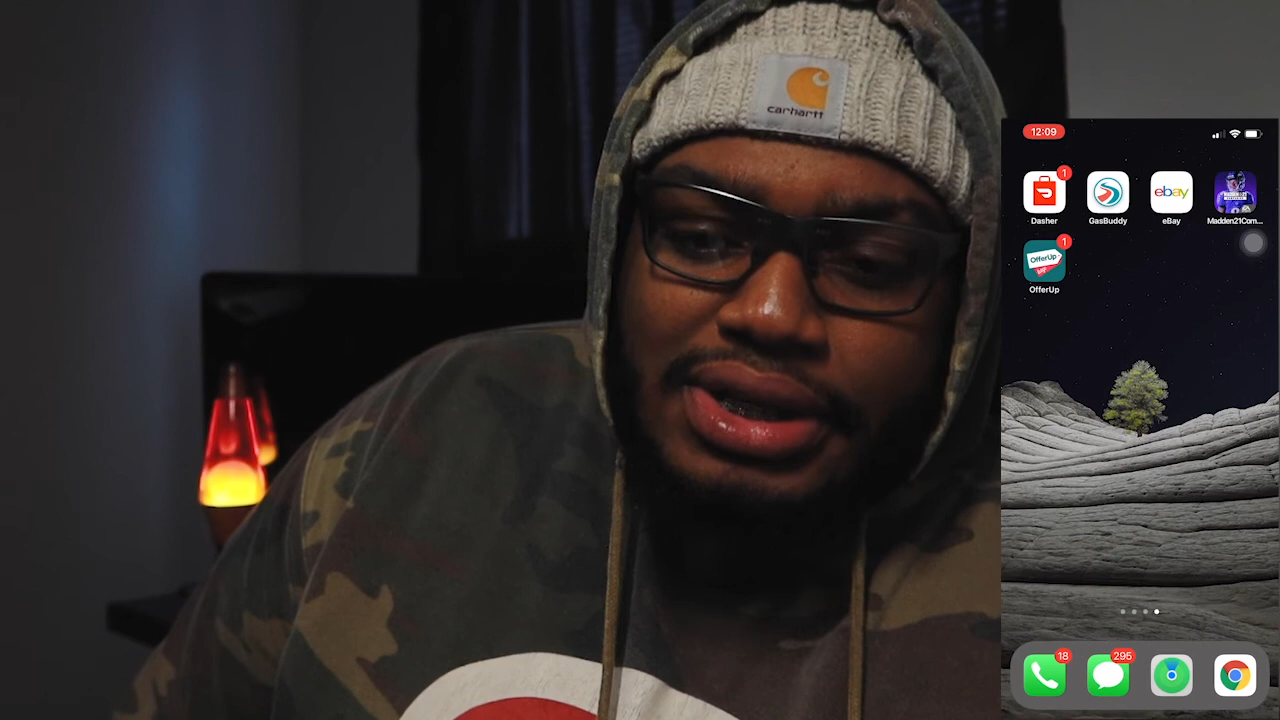 carhartt
12:09
1
Dasher
GasBuddy
ebay
eBay
Madden21Com...
1
OfferUp
OfferUp
18
295